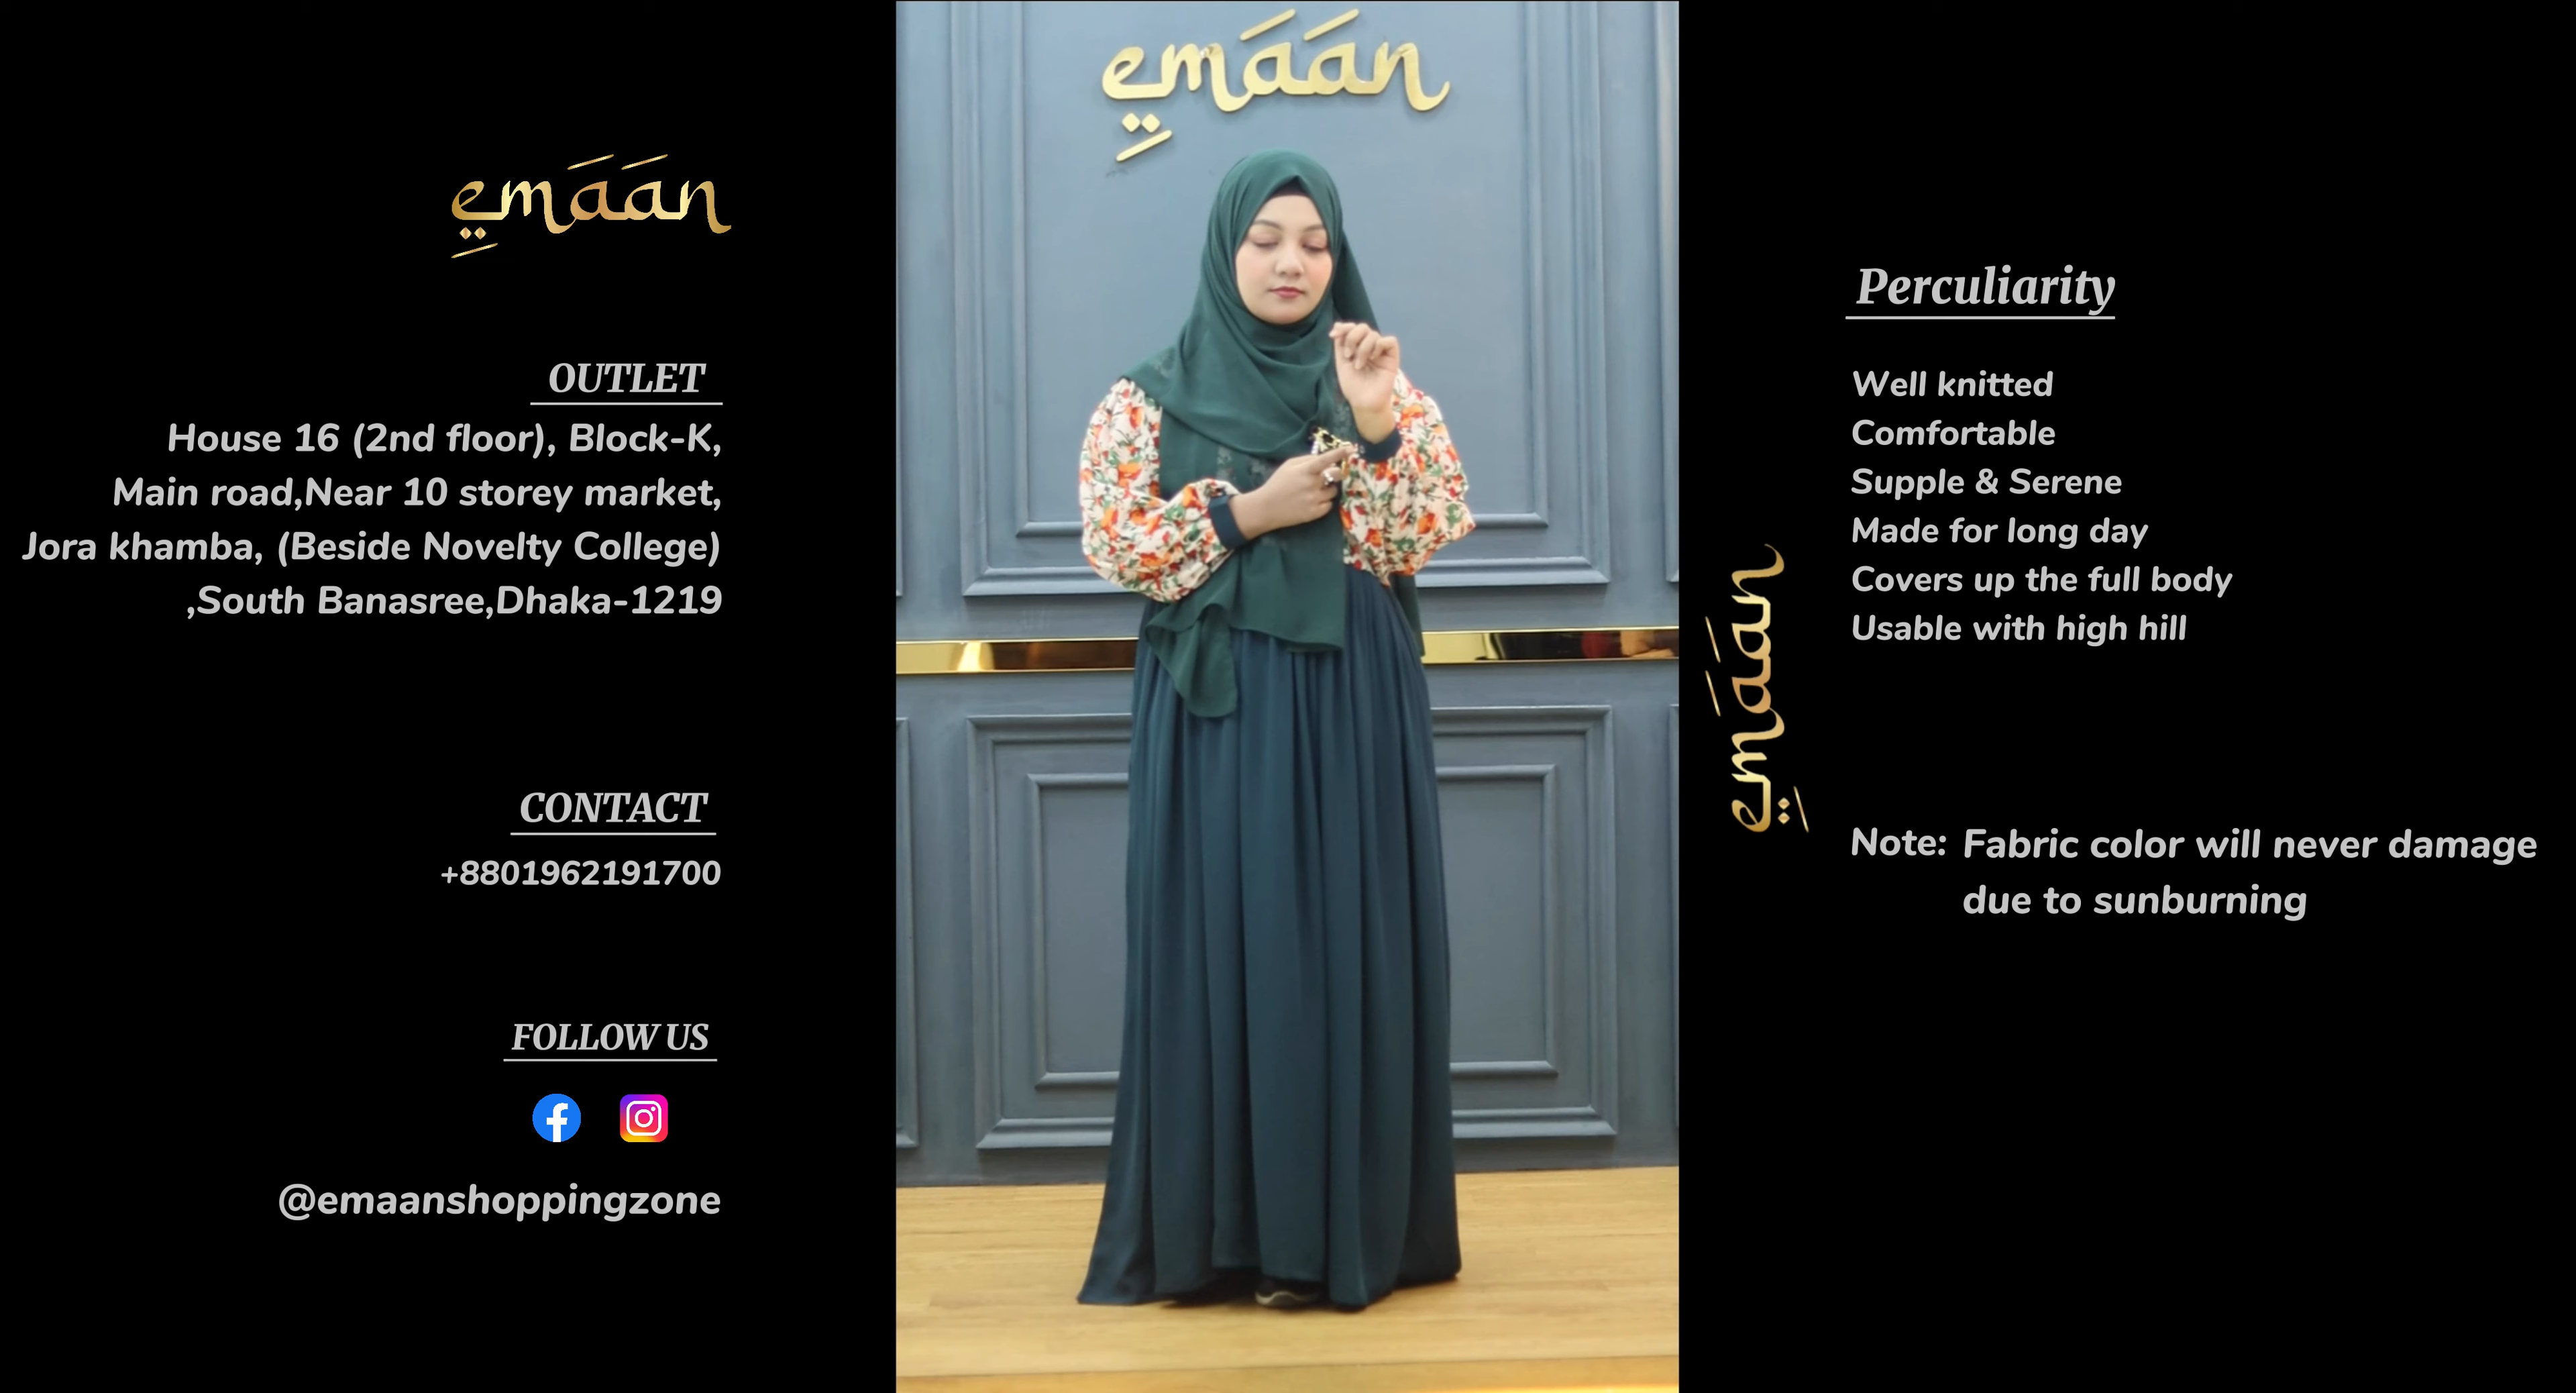 emaan
OUTLET
House 16 (2nd floor), Block-K,
Main road,Near 10 storey market,
Jora khamba, (Beside Novelty College)
,South Banasree,Dhaka-1219
CONTACT
+8801962191700
FOLLOW US
@emaanshoppingzone
emaan
emaan
Perculiarity
Well knitted
Comfortable
Supple & Serene
Made for long day
Covers up the full body
Usable with high hill
Note: Fabric color will never damage
due to sunburning